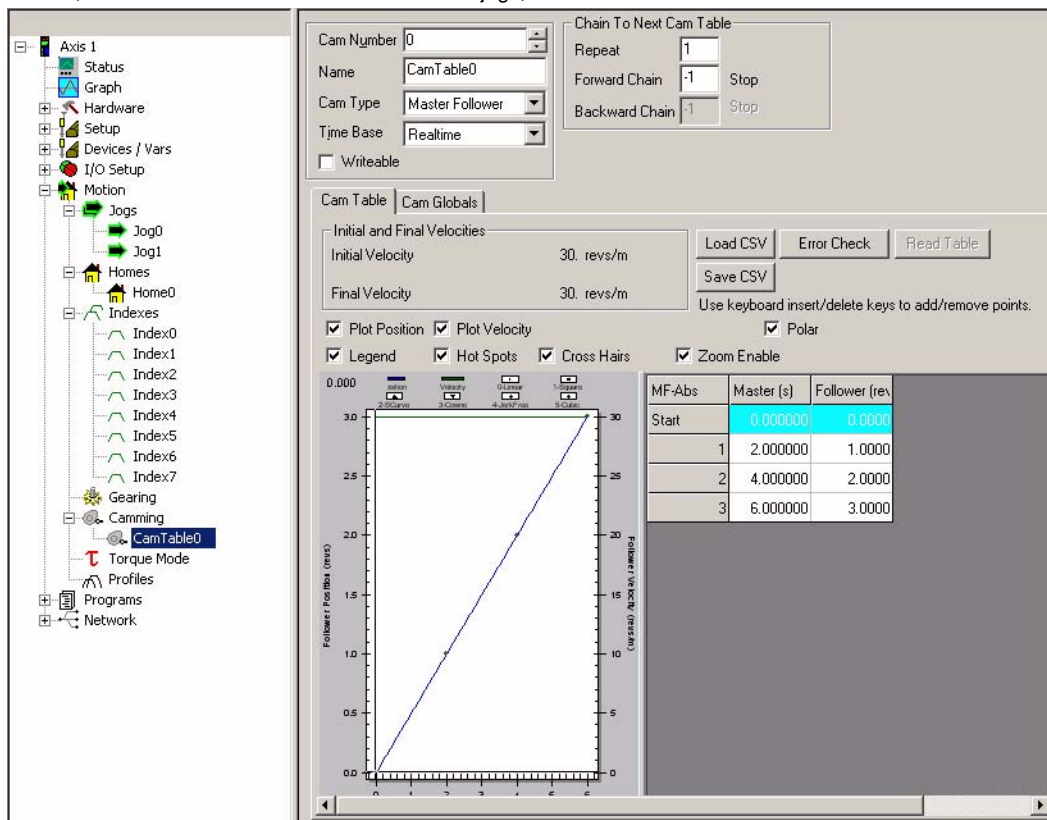 Axis 1
Status
Graph
Hardware
Setup
Devices / Vars
I/O Setup
Motion
Jogs
Jog0
Jog1
Homes
Home0
Indexes
Index0
Index1
Index2
Index3
Index4
Index5
Index6
Index7
Gearing
Camming
CamTable0
Torque Mode
Profiles
Programs
Network
Cam Number 0
Name CamTable0
Cam Type Master Follower
Time Base Realtime
Writeable
Chain To Next Cam Table
Repeat 1
Forward Chain -1 Stop
Backward Chain -1 Stop
Cam Table Cam Globals
Initial and Final Velocities
Initial Velocity 30. revs/m
Final Velocity 30. revs/m
Load CSV Error Check Read Table
Save CSV
Use keyboard insert/delete keys to add/remove points.
Plot Position Plot Velocity Polar
Legend Hot Spots Cross Hairs Zoom Enable
0.000 Velocity 0-Linear 1-Square
2-SCurve 3-Cosine 4-JerkFree 5-Cubic
3.0 30
2.5 25
2.0 20
1.5 15
1.0 10
0.5 5
0.0 0
Follower Position (revs)
Follower Velocity (revs/m)
MF-Abs Master (s) Follower (rev
Start 0.000000 0.0000
1 2.000000 1.0000
2 4.000000 2.0000
3 6.000000 3.0000